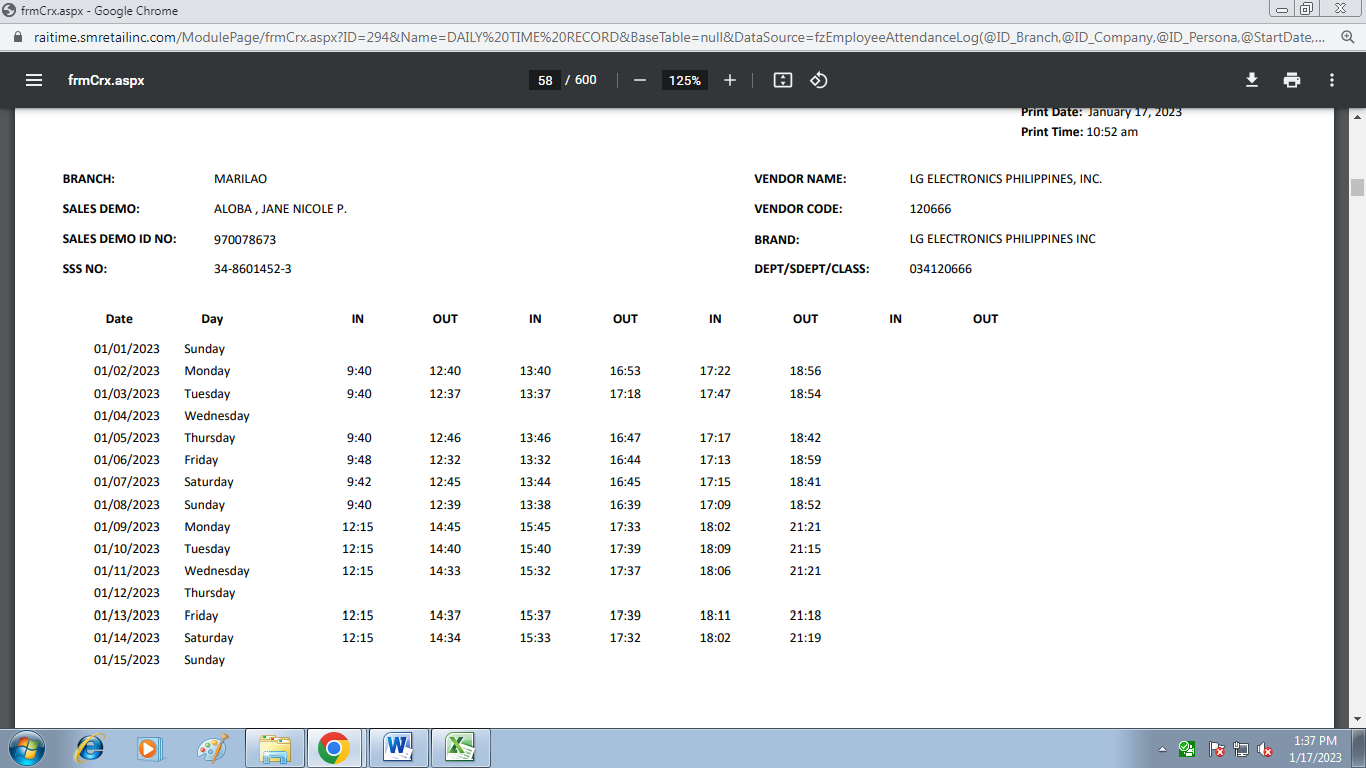 frmCrx.aspx - Google Chrome
raitime.smretailinc.com/ModulePage/frmCrx.aspx?ID=294&Name=DAILY%20TIME%20RECORD&BaseTable=null&DataSource=fzEmployeeAttendanceLog(@ID_Branch,@ID_Company,@ID_Persona,@StartDate,...
frmCrx.aspx 58 / 600 125%
Print Date: January 17, 2023
Print Time: 10:52 am
BRANCH: MARILAO VENDOR NAME: LG ELECTRONICS PHILIPPINES, INC.
SALES DEMO: ALOBA , JANE NICOLE P. VENDOR CODE: 120666
SALES DEMO ID NO: 970078673 BRAND: LG ELECTRONICS PHILIPPINES INC
SSS NO: 34-8601452-3 DEPT/SDEPT/CLASS: 034120666
Date Day IN OUT IN OUT IN OUT IN OUT
01/01/2023 Sunday
01/02/2023 Monday 9:40 12:40 13:40 16:53 17:22 18:56
01/03/2023 Tuesday 9:40 12:37 13:37 17:18 17:47 18:54
01/04/2023 Wednesday
01/05/2023 Thursday 9:40 12:46 13:46 16:47 17:17 18:42
01/06/2023 Friday 9:48 12:32 13:32 16:44 17:13 18:59
01/07/2023 Saturday 9:42 12:45 13:44 16:45 17:15 18:41
01/08/2023 Sunday 9:40 12:39 13:38 16:39 17:09 18:52
01/09/2023 Monday 12:15 14:45 15:45 17:33 18:02 21:21
01/10/2023 Tuesday 12:15 14:40 15:40 17:39 18:09 21:15
01/11/2023 Wednesday 12:15 14:33 15:32 17:37 18:06 21:21
01/12/2023 Thursday
01/13/2023 Friday 12:15 14:37 15:37 17:39 18:11 21:18
01/14/2023 Saturday 12:15 14:34 15:33 17:32 18:02 21:19
01/15/2023 Sunday
1:37 PM
1/17/2023